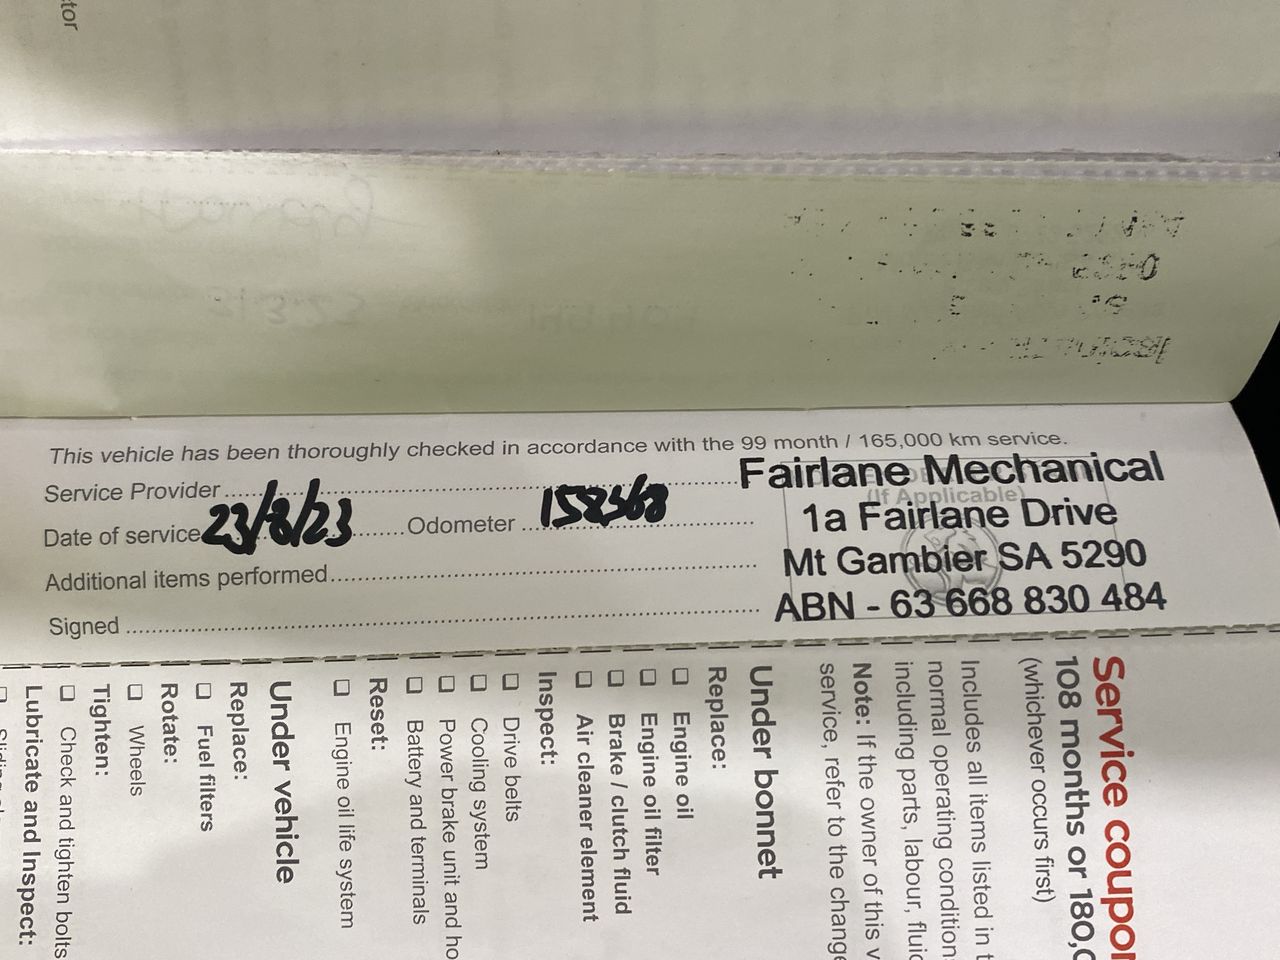 tor
This vehicle has been thoroughly checked in accordance with the 99 month / 165,000 km service.
Service Provider
Fairlane Mechanical
(If Applicable)
1a Fairlane Drive
Date of service 23/8/23 Odometer 158568
Mt Gambier SA 5290
Additional items performed
ABN - 63 668 830 484
Signed
Service coupon
108 months or 180,0
(whichever occurs first)
Includes all items listed in t
normal operating condition
including parts, labour, fluid
Note: If the owner of this v
service, refer to the change
Under bonnet
Replace:
Engine oil
Engine oil filter
Brake / clutch fluid
Air cleaner element
Inspect:
Drive belts
Cooling system
Power brake unit and ho
Battery and terminals
Reset:
Engine oil life system
Under vehicle
Replace:
Fuel filters
Rotate:
Wheels
Tighten:
Check and tighten bolts
Lubricate and Inspect: